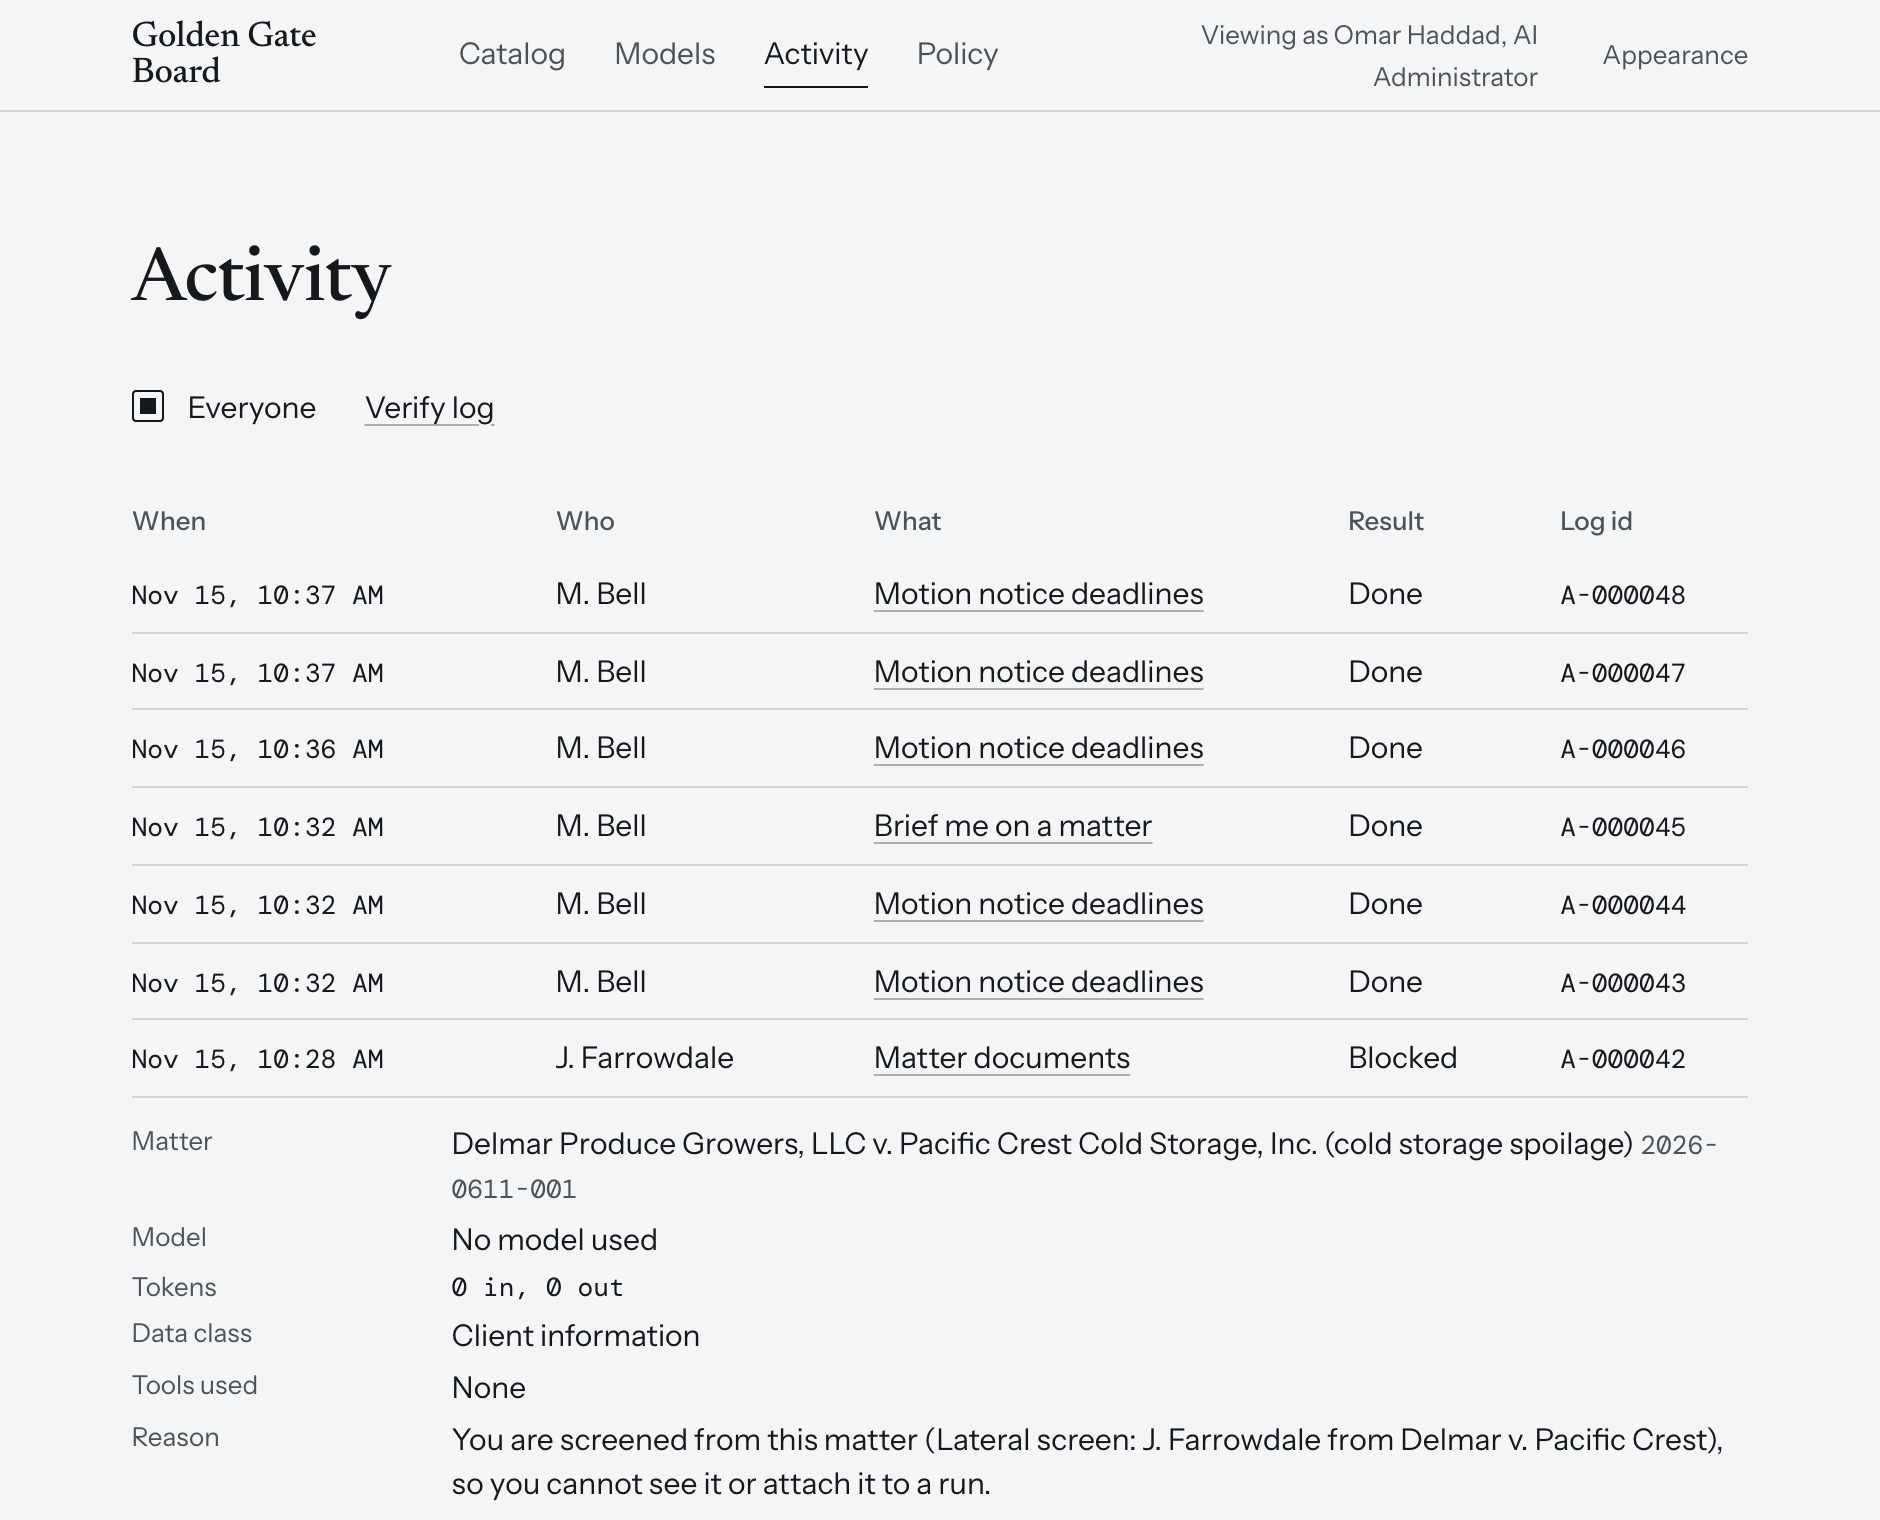 Golden Gate
Board
Catalog Models Activity Policy
Viewing as Omar Haddad, AI
Administrator
Appearance
Activity
Everyone Verify log
When Who What Result Log id
Nov 15, 10:37 AM M. Bell Motion notice deadlines Done A-000048
Nov 15, 10:37 AM M. Bell Motion notice deadlines Done A-000047
Nov 15, 10:36 AM M. Bell Motion notice deadlines Done A-000046
Nov 15, 10:32 AM M. Bell Brief me on a matter Done A-000045
Nov 15, 10:32 AM M. Bell Motion notice deadlines Done A-000044
Nov 15, 10:32 AM M. Bell Motion notice deadlines Done A-000043
Nov 15, 10:28 AM J. Farrowdale Matter documents Blocked A-000042
Matter Delmar Produce Growers, LLC v. Pacific Crest Cold Storage, Inc. (cold storage spoilage) 2026-
0611-001
Model No model used
Tokens 0 in, 0 out
Data class Client information
Tools used None
Reason You are screened from this matter (Lateral screen: J. Farrowdale from Delmar v. Pacific Crest),
so you cannot see it or attach it to a run.